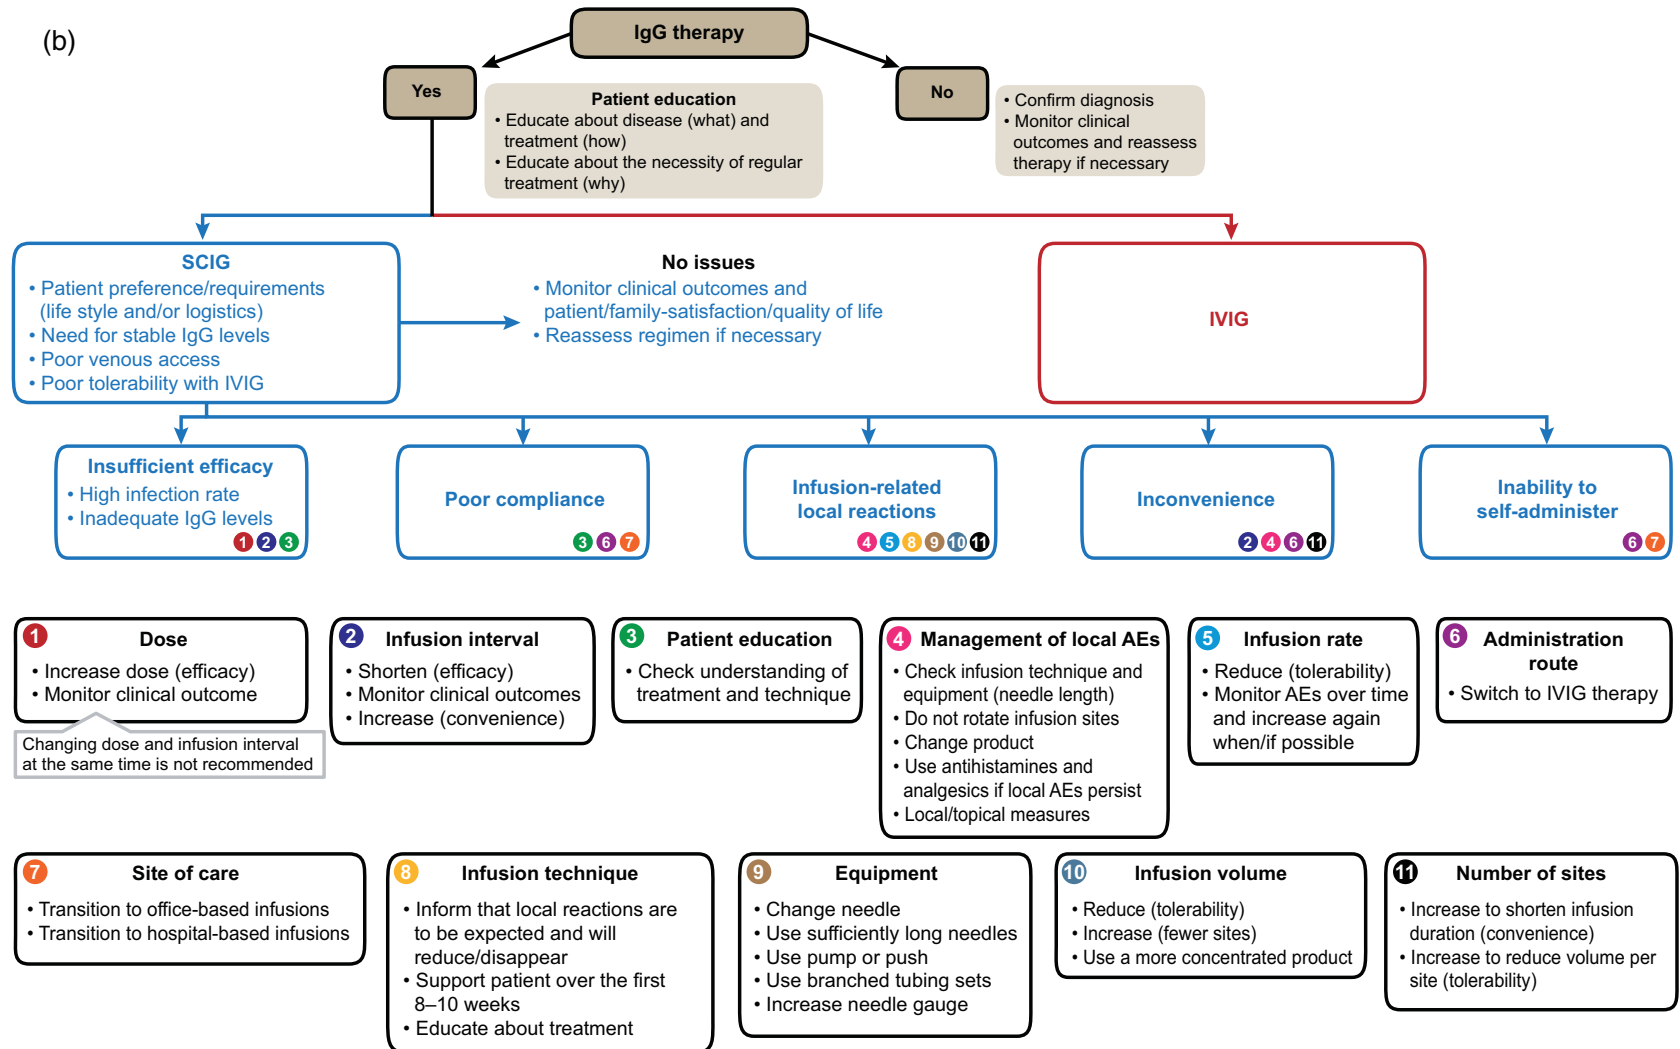 (b)
IgG therapy
Yes
Patient education
• Educate about disease (what) and
treatment (how)
• Educate about the necessity of regular
treatment (why)
No
• Confirm diagnosis
• Monitor clinical
outcomes and reassess
therapy if necessary
SCIG
• Patient preference/requirements
(life style and/or logistics)
• Need for stable IgG levels
• Poor venous access
• Poor tolerability with IVIG
No issues
• Monitor clinical outcomes and
patient/family-satisfaction/quality of life
• Reassess regimen if necessary
IVIG
Insufficient efficacy
• High infection rate
• Inadequate IgG levels
1 2 3
Poor compliance
3 6 7
Infusion-related
local reactions
4 5 8 9 10 11
Inconvenience
2 4 6 11
Inability to
self-administer
6 7
1 Dose
• Increase dose (efficacy)
• Monitor clinical outcome
Changing dose and infusion interval
at the same time is not recommended
2 Infusion interval
• Shorten (efficacy)
• Monitor clinical outcomes
• Increase (convenience)
3 Patient education
• Check understanding of
treatment and technique
4 Management of local AEs
• Check infusion technique and
equipment (needle length)
• Do not rotate infusion sites
• Change product
• Use antihistamines and
analgesics if local AEs persist
• Local/topical measures
5 Infusion rate
• Reduce (tolerability)
• Monitor AEs over time
and increase again
when/if possible
6 Administration
route
• Switch to IVIG therapy
7 Site of care
• Transition to office-based infusions
• Transition to hospital-based infusions
8 Infusion technique
• Inform that local reactions are
to be expected and will
reduce/disappear
• Support patient over the first
8–10 weeks
• Educate about treatment
9 Equipment
• Change needle
• Use sufficiently long needles
• Use pump or push
• Use branched tubing sets
• Increase needle gauge
10 Infusion volume
• Reduce (tolerability)
• Increase (fewer sites)
• Use a more concentrated product
11 Number of sites
• Increase to shorten infusion
duration (convenience)
• Increase to reduce volume per
site (tolerability)